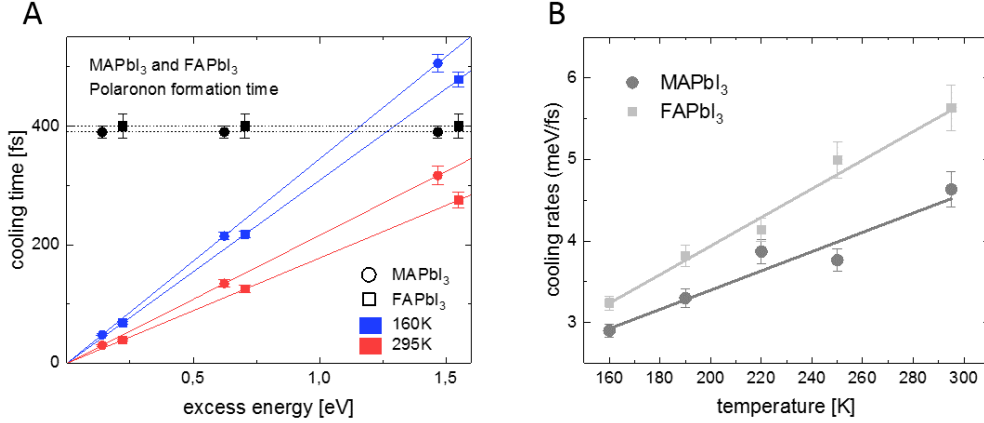 A
MAPbI₃ and FAPbI₃
Polaronon formation time
cooling time [fs]
400
200
0
0,5
1,0
1,5
excess energy [eV]
MAPbI₃
FAPbI₃
160K
295K
B
MAPbI₃
FAPbI₃
cooling rates (meV/fs)
6
5
4
3
160 180 200 220 240 260 280 300
temperature [K]